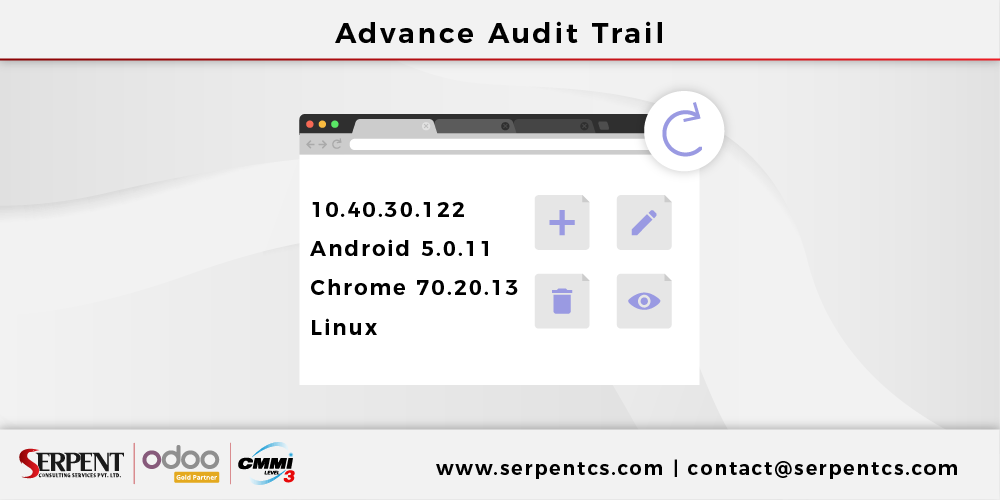 Advance Audit Trail
10.40.30.122
Android 5.0.11
Chrome 70.20.13
Linux
SERPENT
CONSULTING SERVICES PVT. LTD.
odoo
Gold Partner
CMMI
LEVEL 3
www.serpentcs.com | contact@serpentcs.com